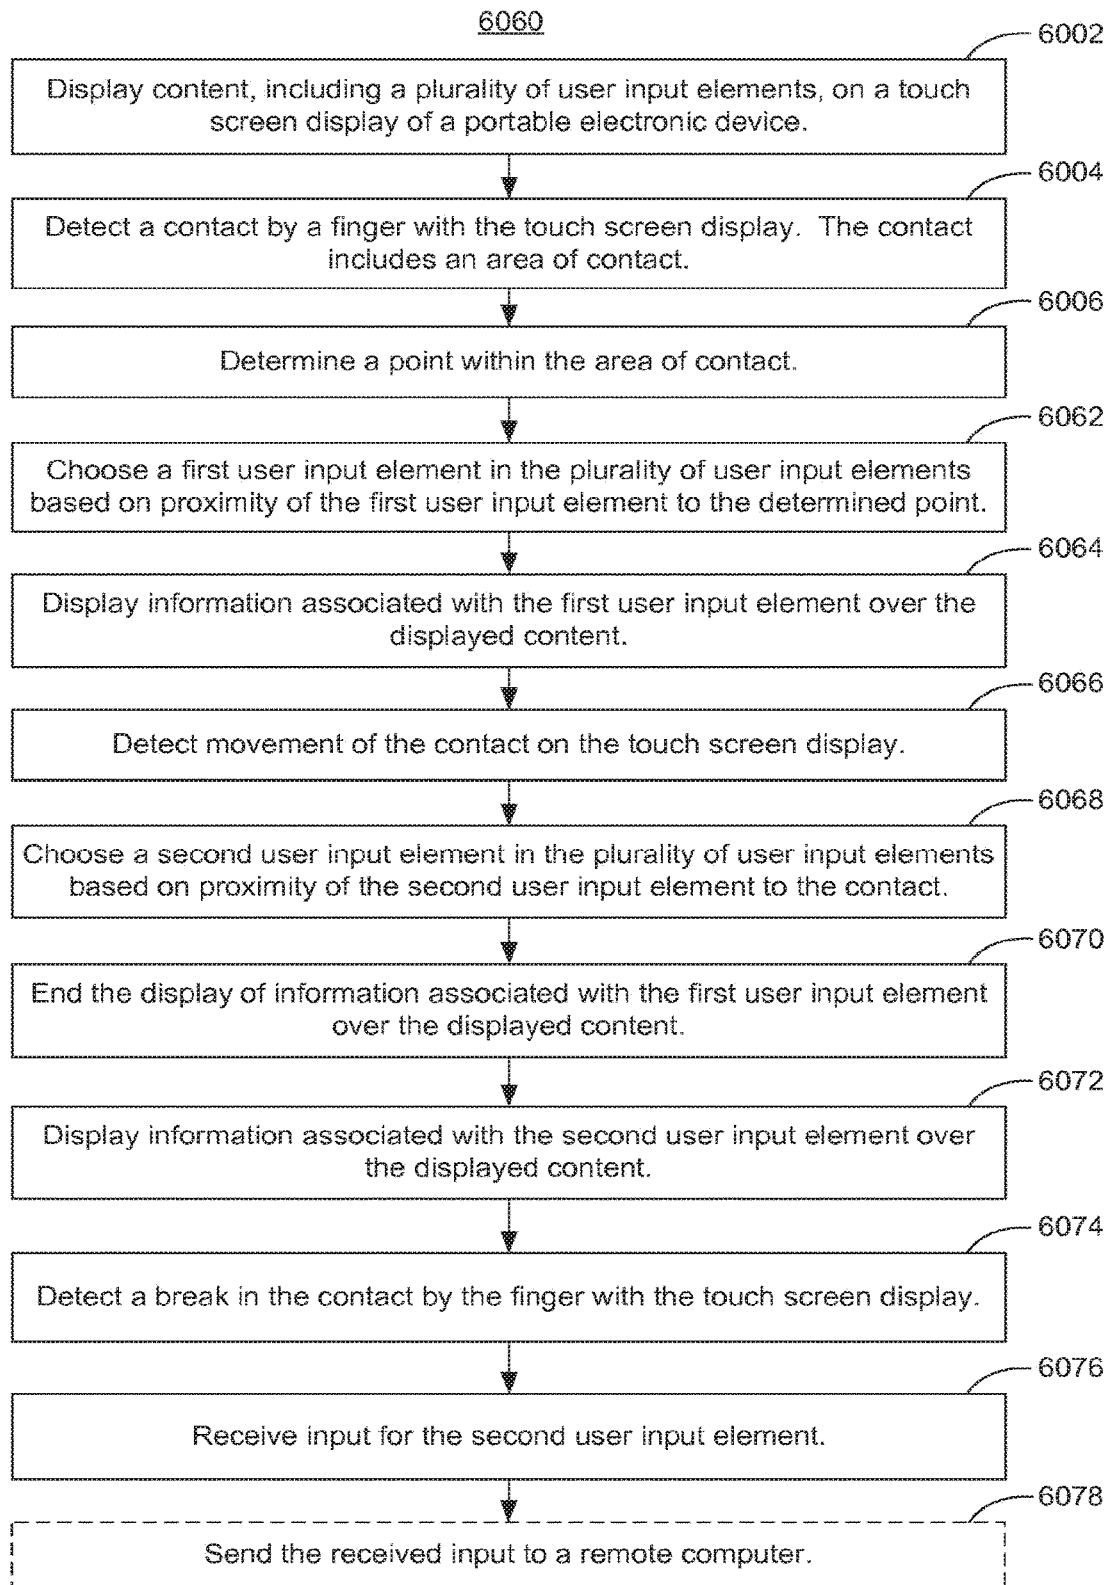 6060
6002
Display content, including a plurality of user input elements, on a touch
screen display of a portable electronic device.
6004
Detect a contact by a finger with the touch screen display. The contact
includes an area of contact.
6006
Determine a point within the area of contact.
6062
Choose a first user input element in the plurality of user input elements
based on proximity of the first user input element to the determined point.
6064
Display information associated with the first user input element over the
displayed content.
6066
Detect movement of the contact on the touch screen display.
6068
Choose a second user input element in the plurality of user input elements
based on proximity of the second user input element to the contact.
6070
End the display of information associated with the first user input element
over the displayed content.
6072
Display information associated with the second user input element over
the displayed content.
6074
Detect a break in the contact by the finger with the touch screen display.
6076
Receive input for the second user input element.
6078
Send the received input to a remote computer.